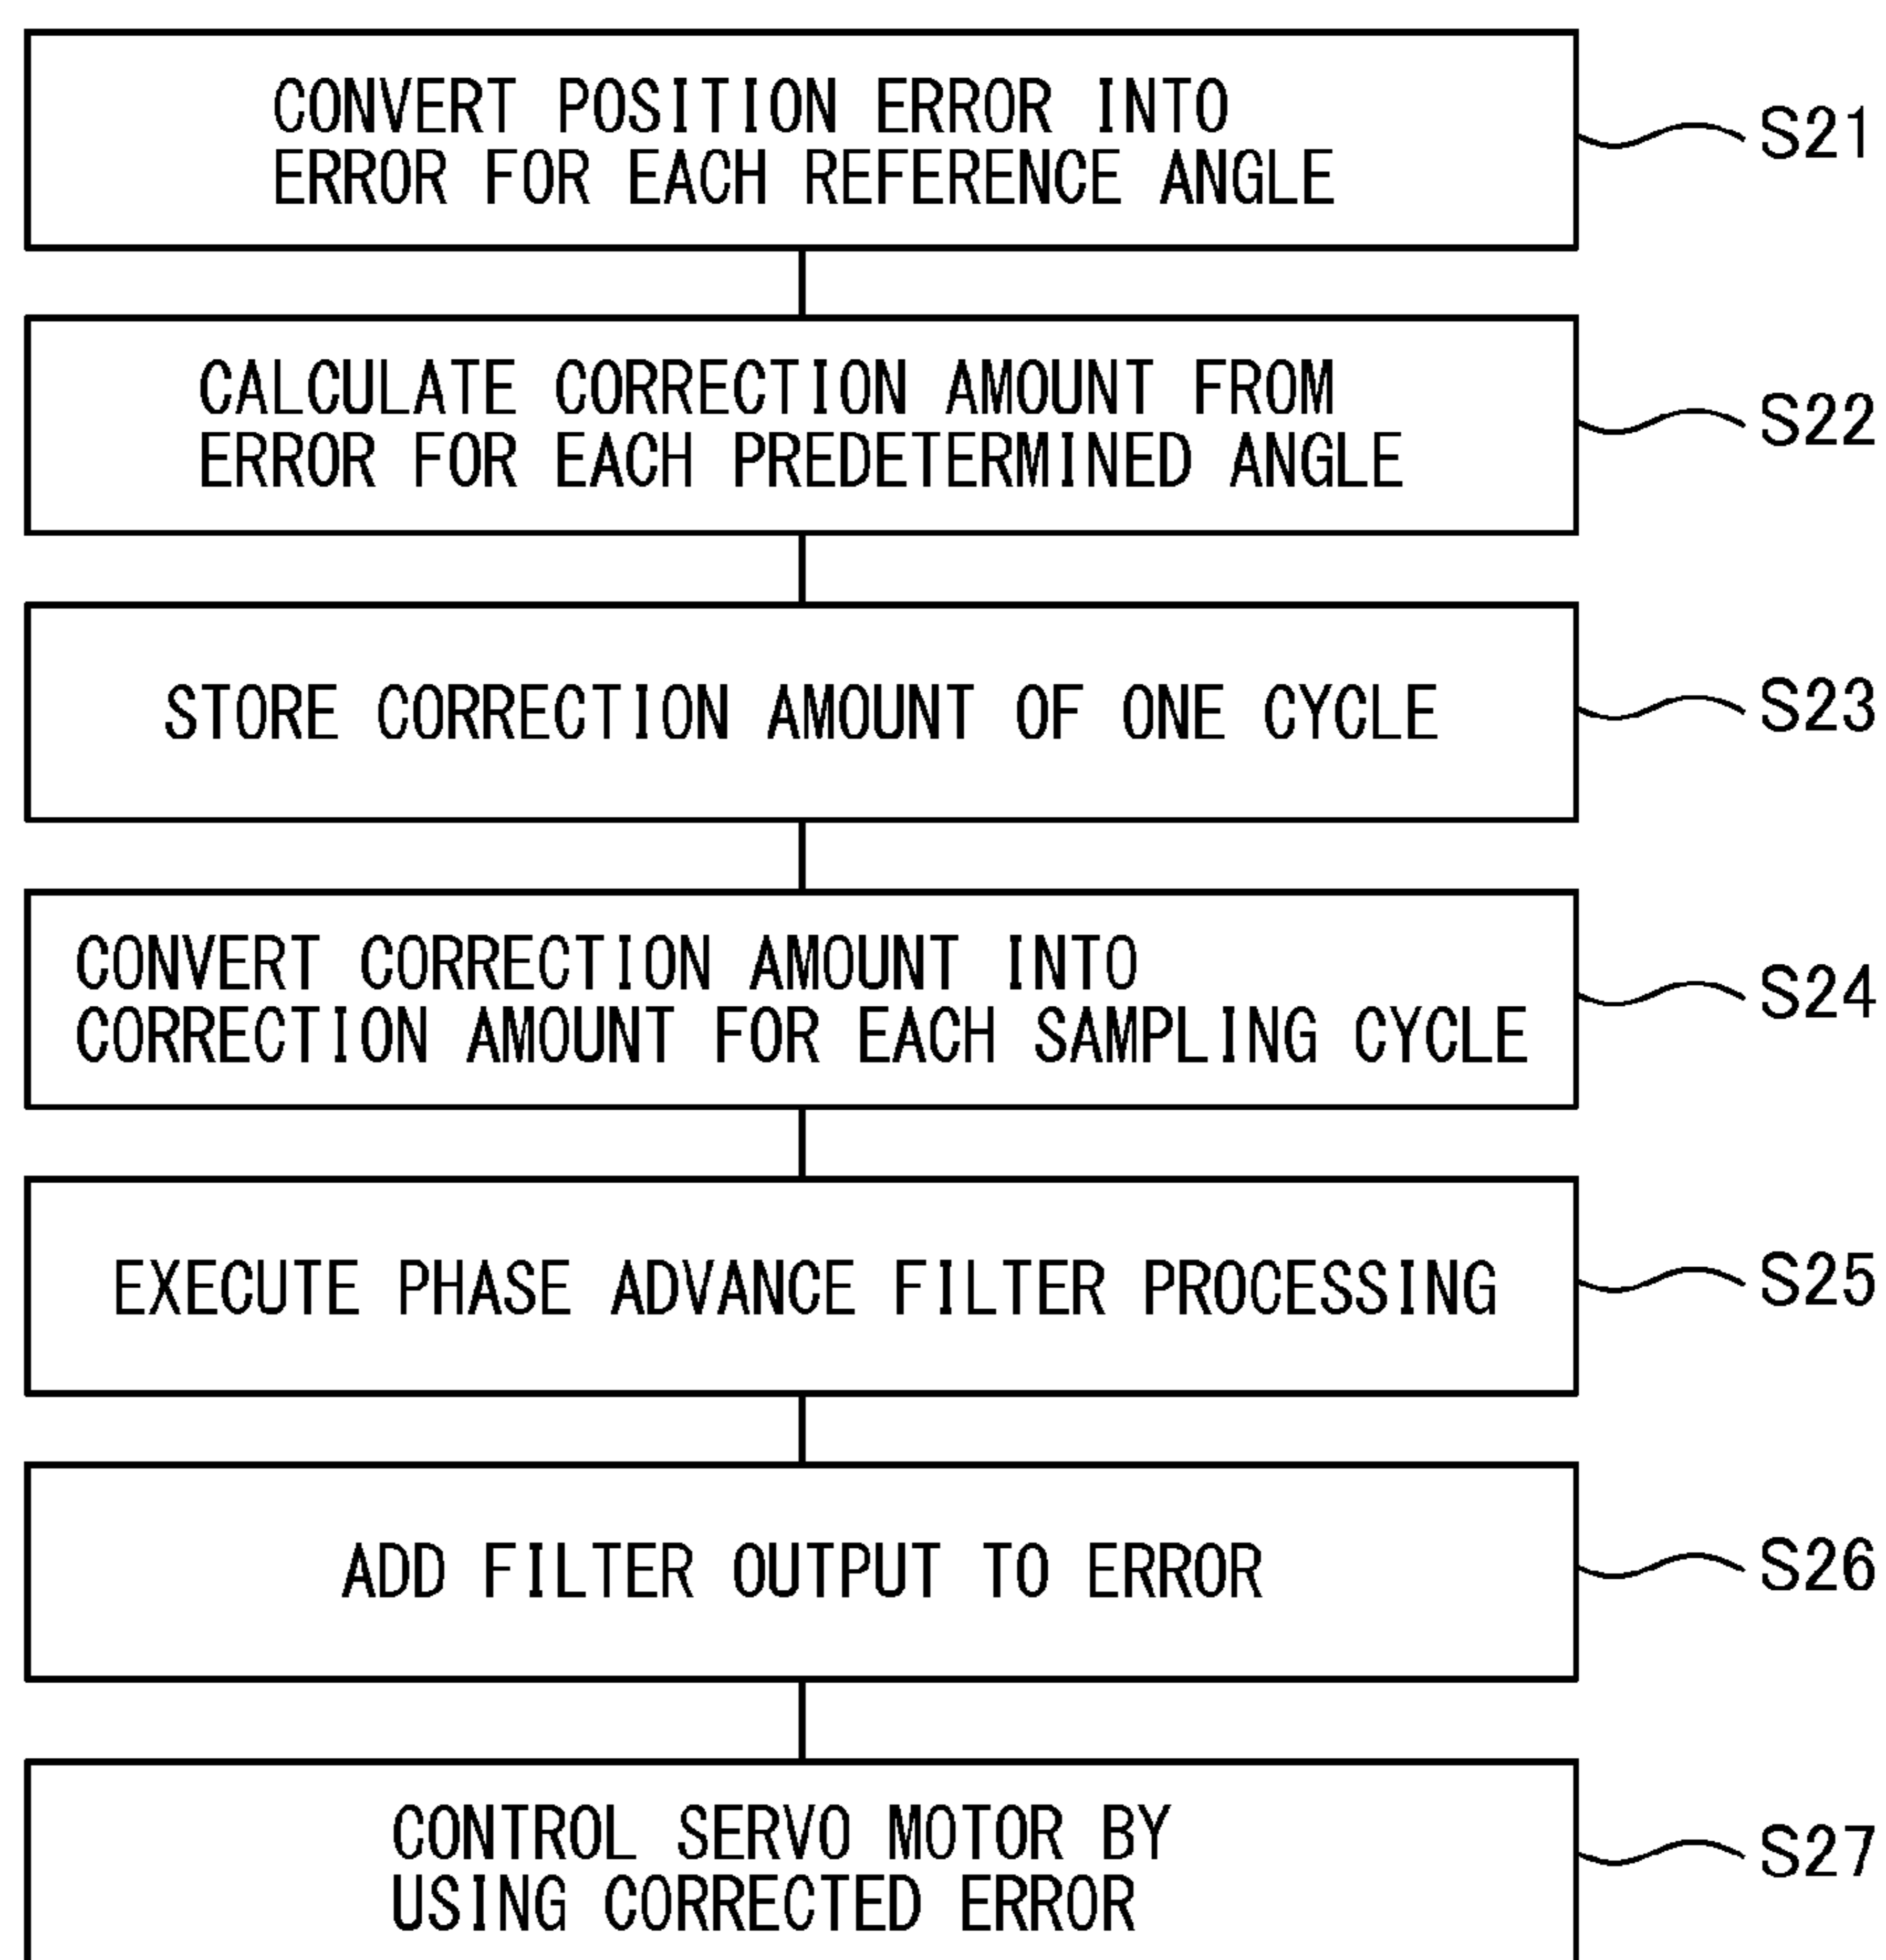 CONVERT POSITION ERROR INTO
ERROR FOR EACH REFERENCE ANGLE
S21
CALCULATE CORRECTION AMOUNT FROM
ERROR FOR EACH PREDETERMINED ANGLE
S22
STORE CORRECTION AMOUNT OF ONE CYCLE
S23
CONVERT CORRECTION AMOUNT INTO
CORRECTION AMOUNT FOR EACH SAMPLING CYCLE
S24
EXECUTE PHASE ADVANCE FILTER PROCESSING
S25
ADD FILTER OUTPUT TO ERROR
S26
CONTROL SERVO MOTOR BY
USING CORRECTED ERROR
S27